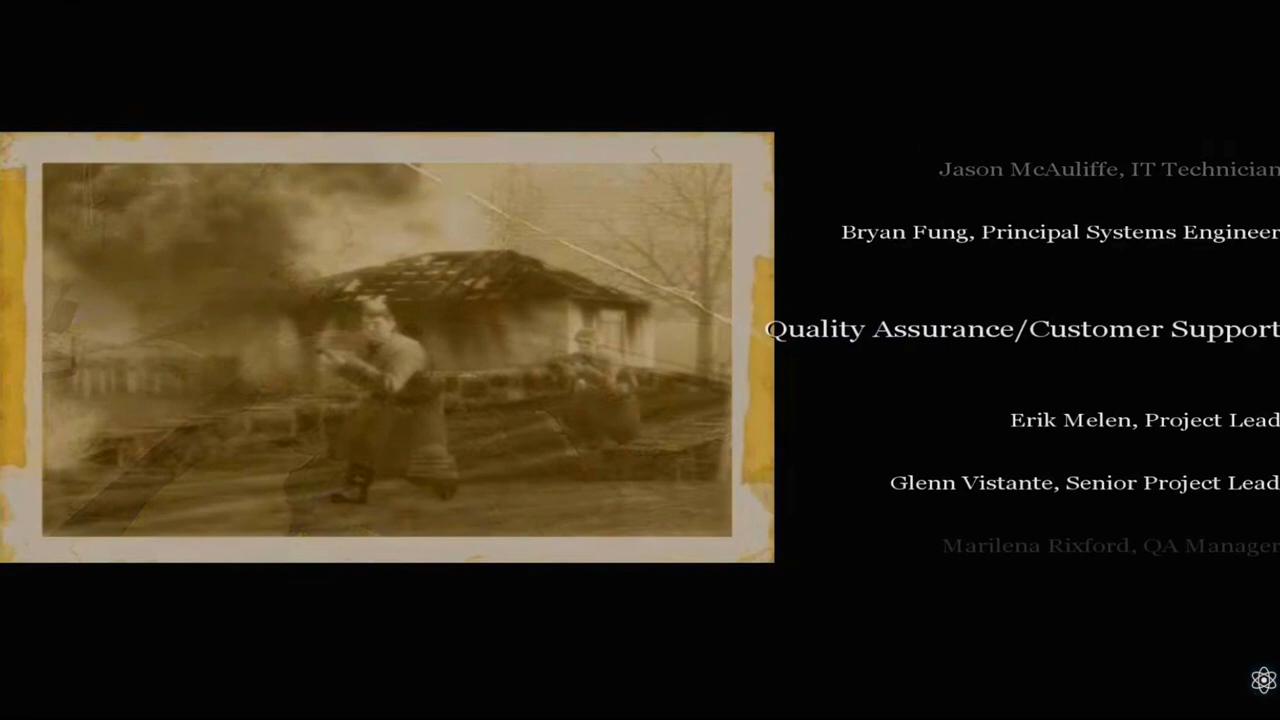 Jason McAuliffe, IT Technician
Bryan Fung, Principal Systems Engineer
Quality Assurance/Customer Support
Erik Melen, Project Lead
Glenn Vistante, Senior Project Lead
Marilena Rixford, QA Manager